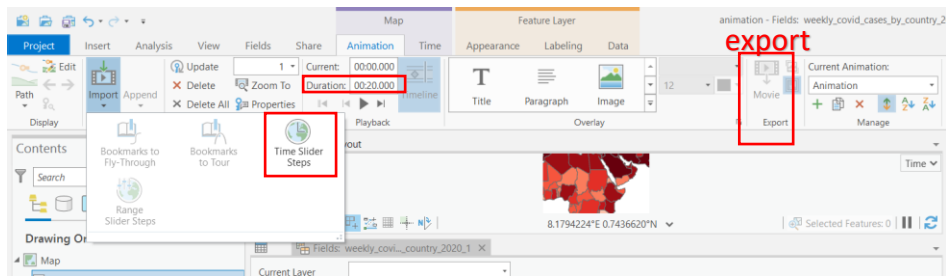 Map
Feature Layer
animation - Fields: weekly_covid_cases_by_country_2
Project Insert Analysis View Fields Share Animation Time Appearance Labeling Data
export
Path
Edit
Display
Import
Append
Update
Delete
Delete All
1
Zoom To
Properties
Current: 00:00.000
Duration: 00:20.000
Timeline
Playback
Title
Paragraph
Image
12
Overlay
Movie
Export
Current Animation:
Animation
Manage
Bookmarks to
Fly-Through
Bookmarks
to Tour
Time Slider
Steps
Range
Slider Steps
Contents
Search
Drawing Or
Map
out
Time
8.1794224°E 0.7436620°N
Selected Features: 0
Fields: weekly_covi..._country_2020_1
Current Layer